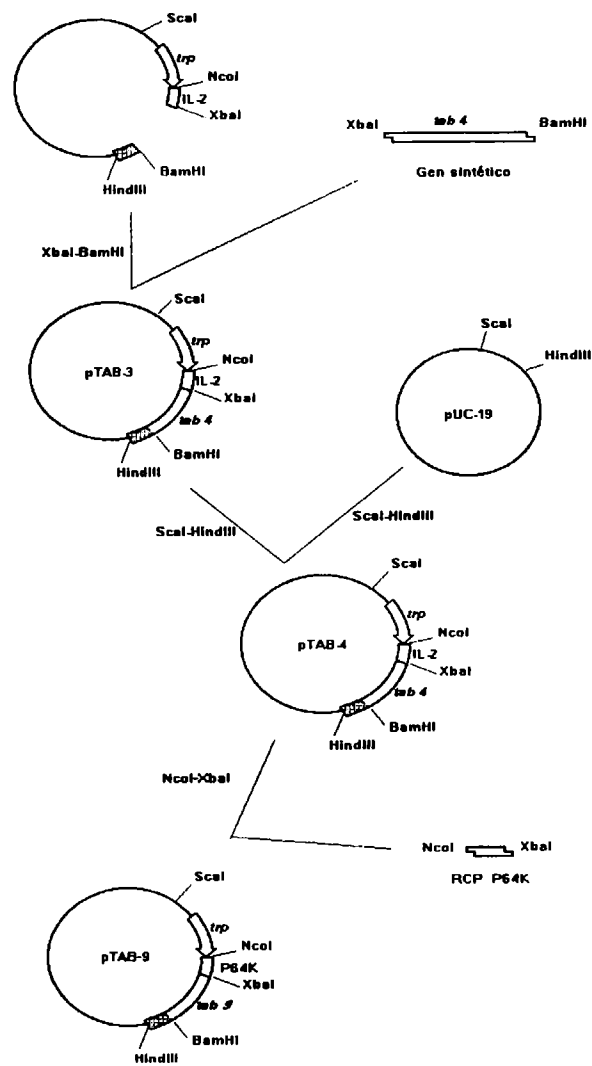 ScaI
trp
NcoI
IL-2
XbaI
BamHI
HindIII
XbaI
tab 4
BamHI
Gen sintético
XbaI-BamHI
ScaI
trp
NcoI
IL-2
XbaI
tab 4
BamHI
HindIII
pTAB-3
ScaI
HindIII
pUC-19
ScaI-HindIII
ScaI-HindIII
ScaI
trp
NcoI
IL-2
XbaI
tab 4
BamHI
HindIII
pTAB-4
NcoI-XbaI
NcoI
XbaI
RCP P64K
ScaI
trp
NcoI
P64K
XbaI
tab 9
BamHI
HindIII
pTAB-9